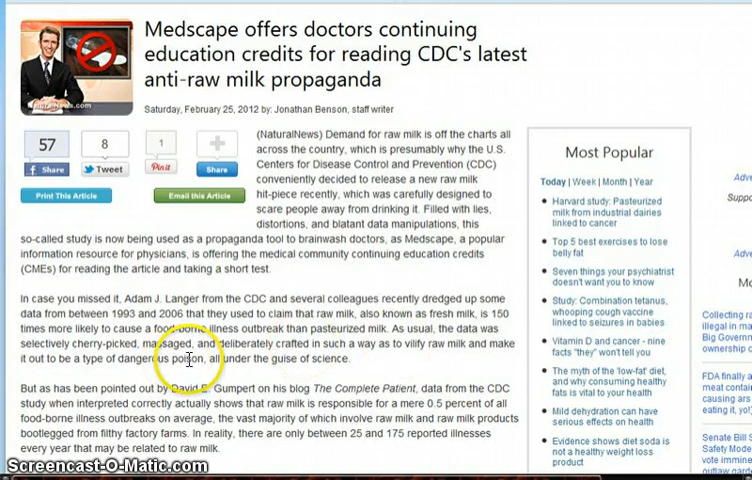 Medscape offers doctors continuing
education credits for reading CDC's latest
anti-raw milk propaganda
Saturday, February 25, 2012 by: Jonathan Benson, staff writer
57
8
1
Share
Tweet
Pin it
Share
Print This Article
Email this Article
(NaturalNews) Demand for raw milk is off the charts all
across the country, which is presumably why the U.S.
Centers for Disease Control and Prevention (CDC)
conveniently decided to release a new raw milk
hit-piece recently, which was carefully designed to
scare people away from drinking it. Filled with lies,
distortions, and blatant data manipulations, this
so-called study is now being used as a propaganda tool to brainwash doctors, as Medscape, a popular
information resource for physicians, is offering the medical community continuing education credits
(CMEs) for reading the article and taking a short test.
In case you missed it, Adam J. Langer from the CDC and several colleagues recently dredged up some
data from between 1993 and 2006 that they used to claim that raw milk, also known as fresh milk, is 150
times more likely to cause a food-borne illness outbreak than pasteurized milk. As usual, the data was
selectively cherry-picked, massaged, and deliberately crafted in such a way as to vilify raw milk and make
it out to be a type of dangerous poison, all under the guise of science.
But as has been pointed out by David E. Gumpert on his blog The Complete Patient, data from the CDC
study when interpreted correctly actually shows that raw milk is responsible for a mere 0.5 percent of all
food-borne illness outbreaks on average, the vast majority of which involve raw milk and raw milk products
bootlegged from filthy factory farms. In reality, there are only between 25 and 175 reported illnesses
every year that may be related to raw milk.
Most Popular
Today | Week | Month | Year
Harvard study: Pasteurized
milk from industrial dairies
linked to cancer
Top 5 best exercises to lose
belly fat
Seven things your psychiatrist
doesn't want you to know
Study: Combination tetanus,
whooping cough vaccine
linked to seizures in babies
Vitamin D and cancer - nine
facts "they" won't tell you
The myth of the 'low-fat' diet,
and why consuming healthy
fats is vital to your health
Mild dehydration can have
serious effects on health
Evidence shows diet soda is
not a healthy weight loss
product
Adve
Suppo
Adve
Collecting ra
illegal in ma
Big Govern
ownership c
FDA finally a
meat contain
causing ars
eating it, yo
Senate Bill
Safety Mode
vote imminen
outlaw garde
Screencast-O-Matic.com